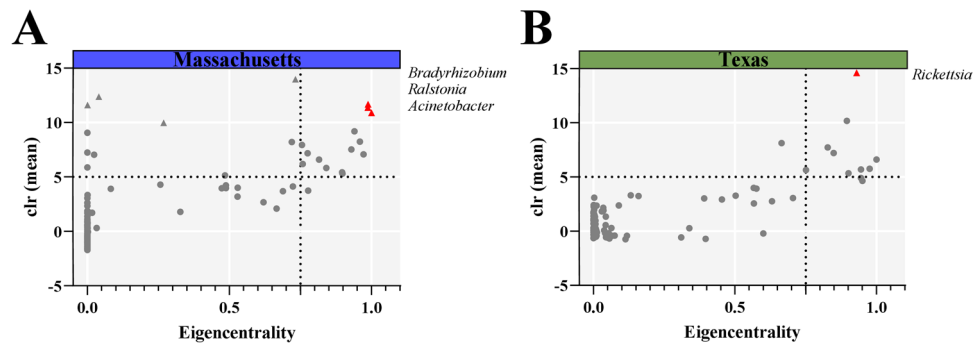 A
Massachusetts
Bradyrhizobium
Ralstonia
Acinetobacter
15
10
5
0
-5
clr (mean)
0.0 0.5 1.0
Eigencentrality
B
Texas
Rickettsia
15
10
5
0
-5
clr (mean)
0.0 0.5 1.0
Eigencentrality